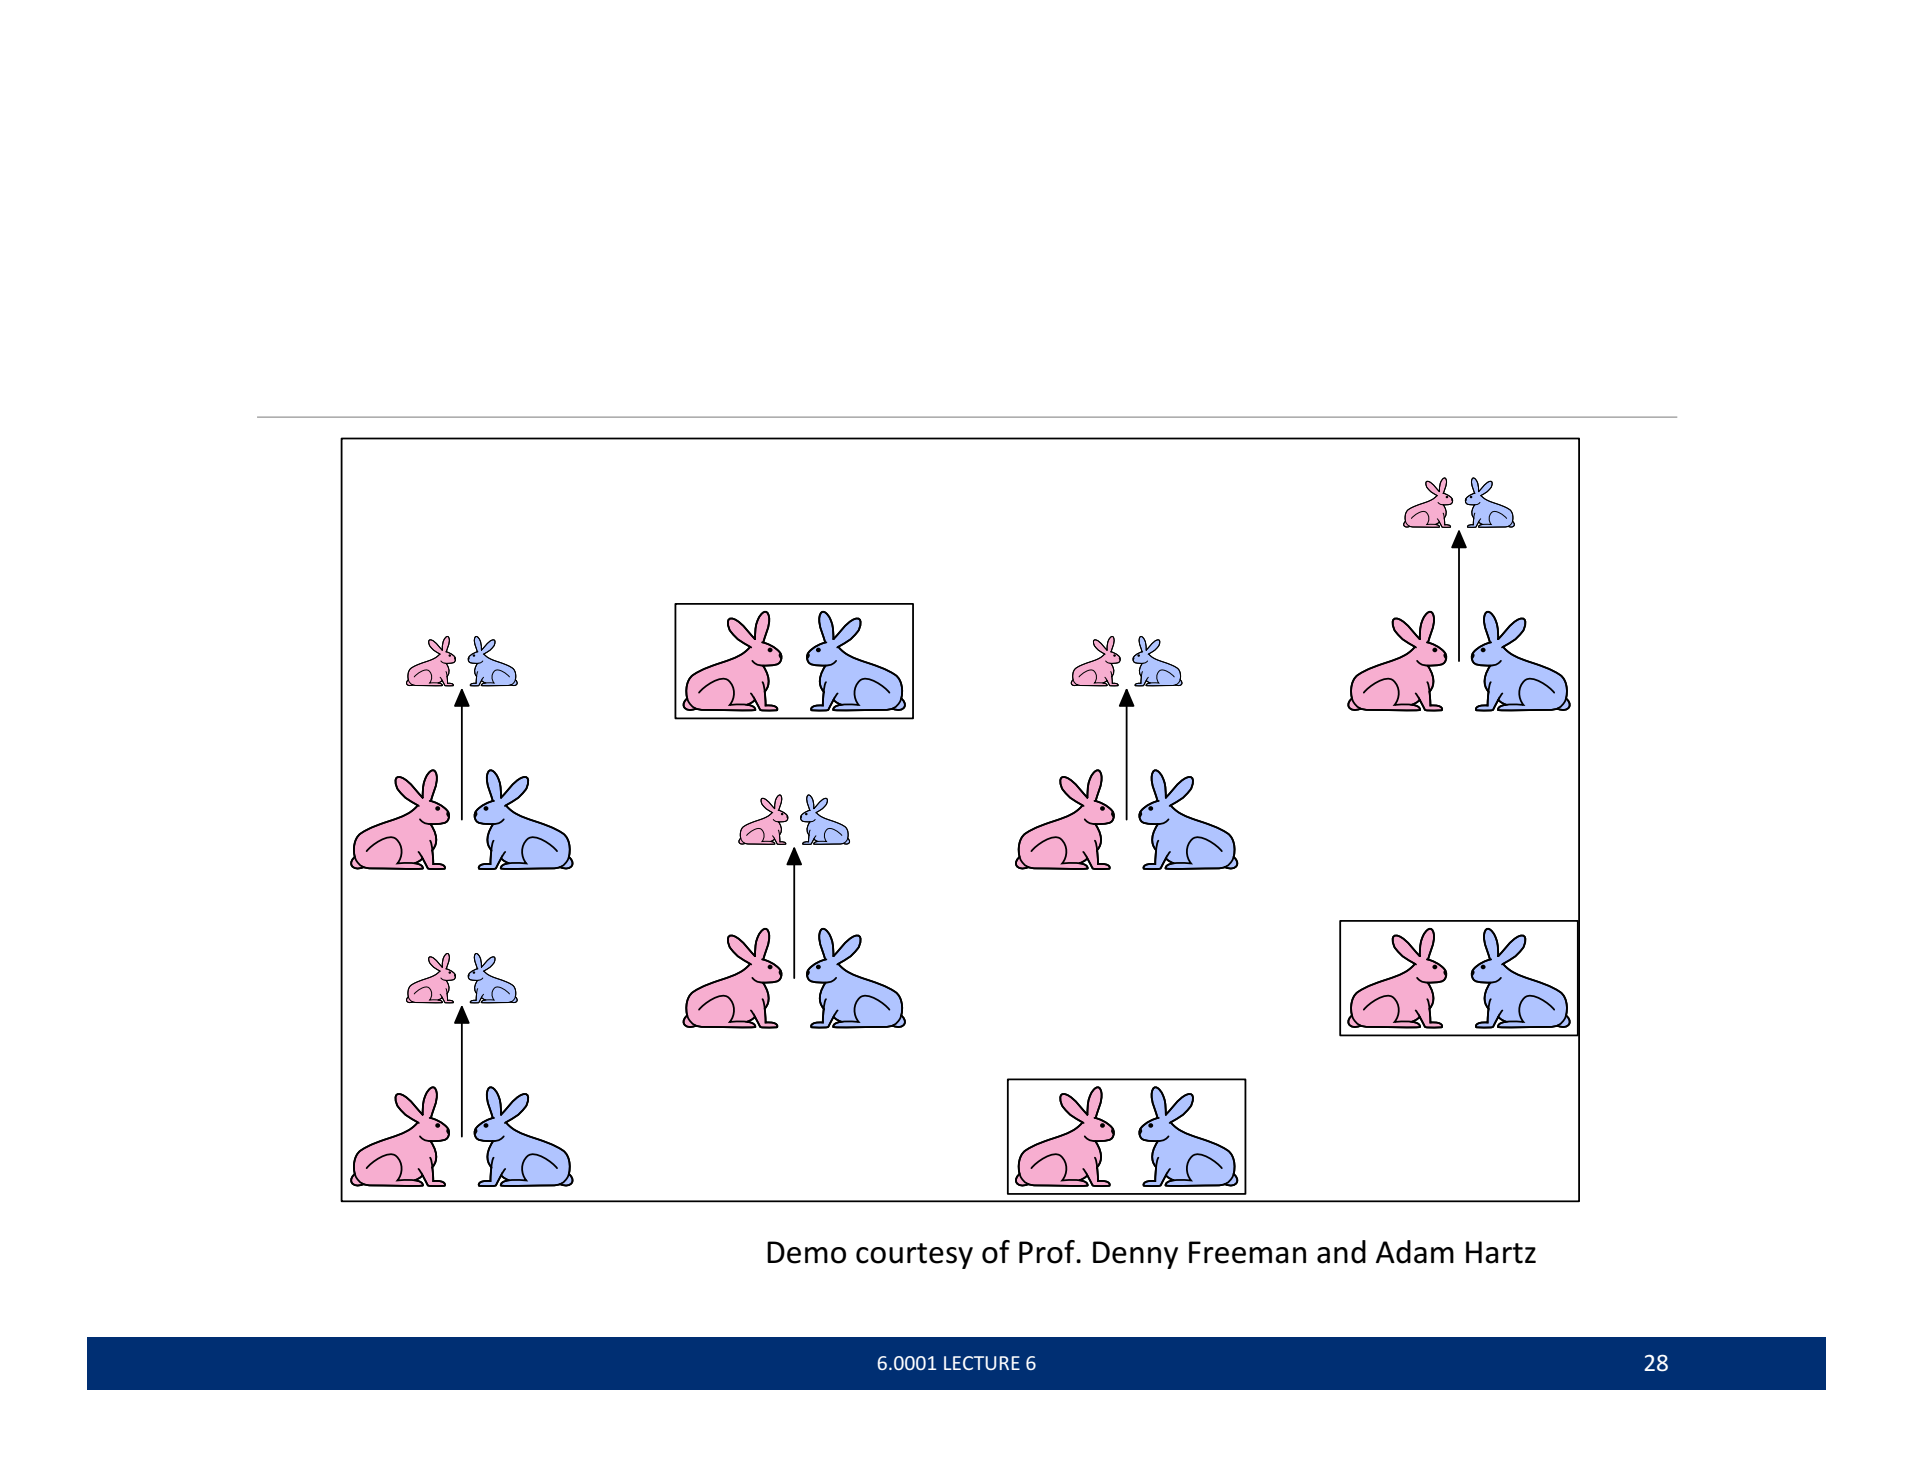 Demo courtesy of Prof. Denny Freeman and Adam Hartz
6.0001 LECTURE 6
28